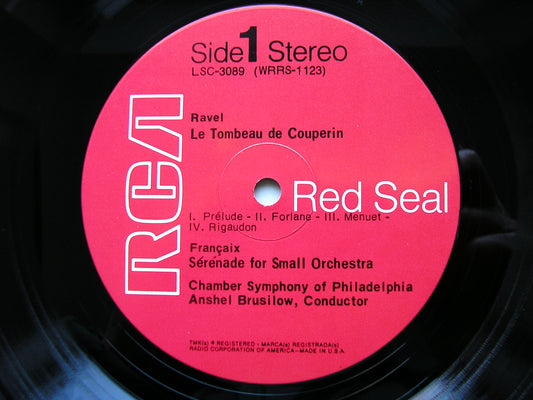 Side 1 Stereo
LSC-3089 (WRRS-1123)
Ravel
Le Tombeau de Couperin
RCA
Red Seal
I. Prélude - II. Forlane - III. Menuet -
IV. Rigaudon
Françaix
Sérénade for Small Orchestra
Chamber Symphony of Philadelphia
Anshel Brusilow, Conductor
TMK(s) ® REGISTERED - MARCA(s) REGISTRADA(s)
RADIO CORPORATION OF AMERICA—MADE IN U.S.A.